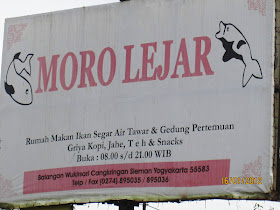 MORO LEJAR
Rumah Makan Ikan Segar Air Tawar & Gedung Pertemuan
Griya Kopi, Jahe, T e h & Snacks
Buka : 08.00 s/d 21.00 WIB
Balangan Wukirsari Cangkringan Sleman Yogyakarta 55583
Telp / Fax (0274) 895035 / 895036